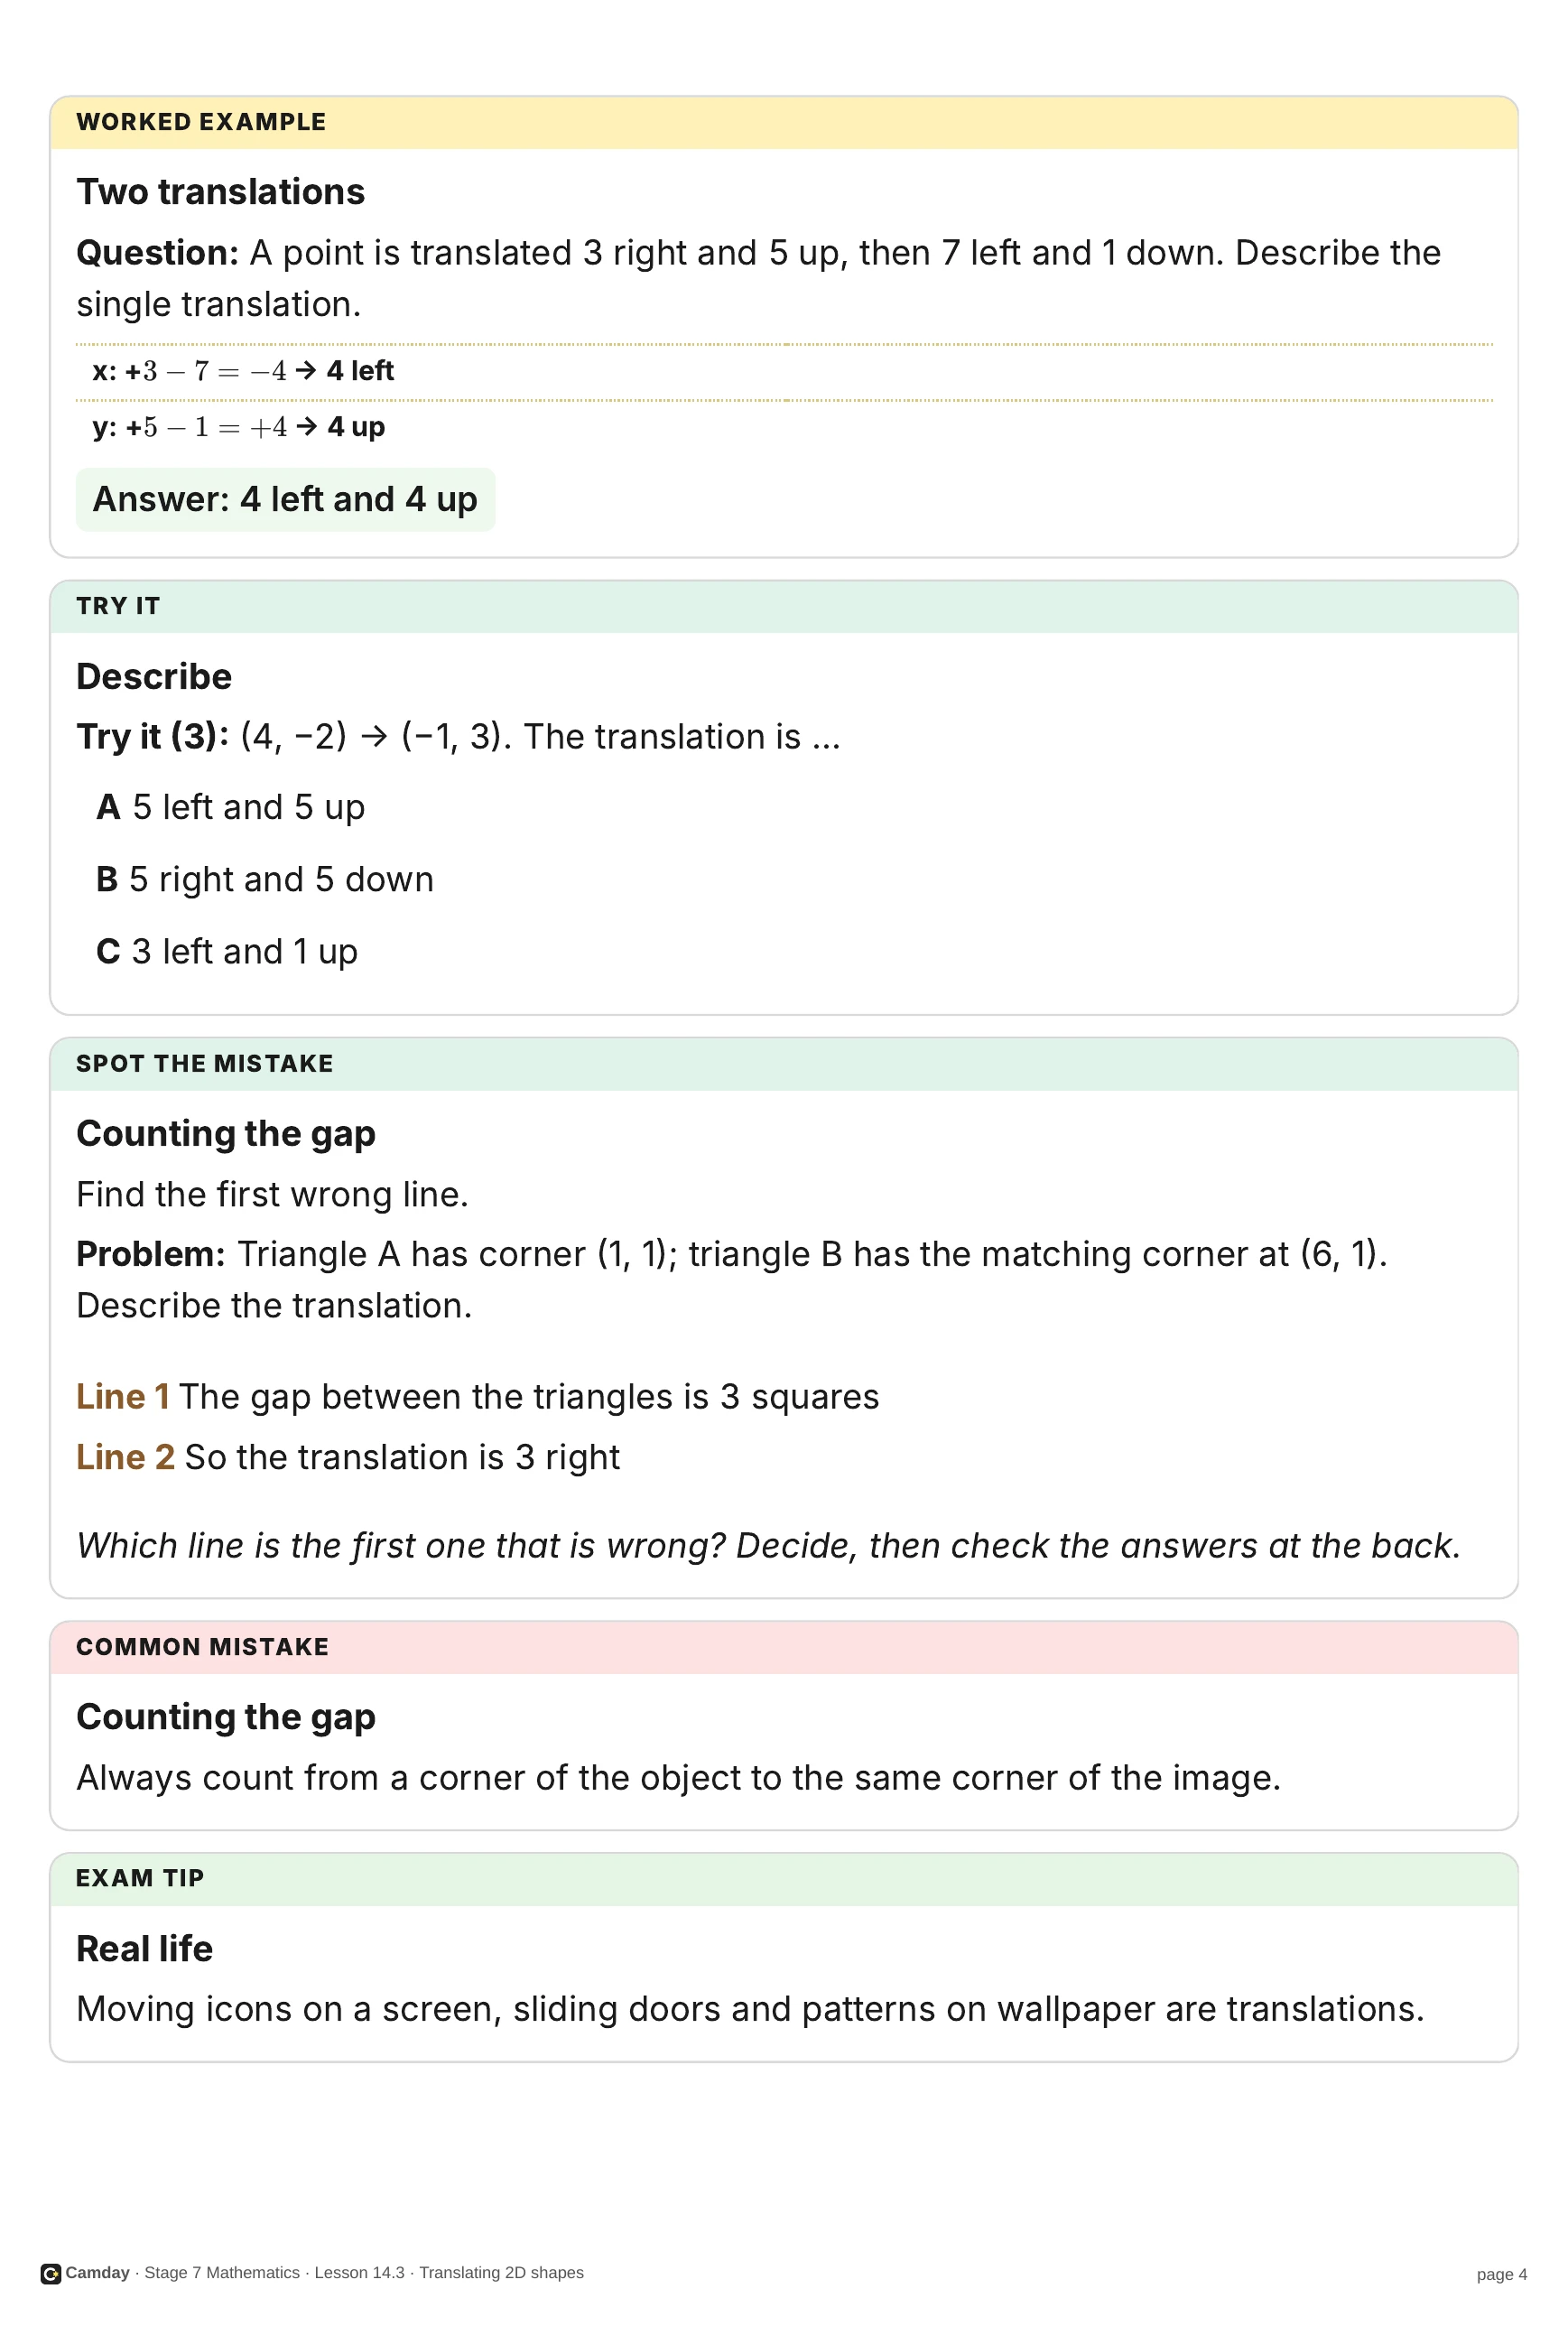 WORKED EXAMPLE
Two translations
Question: A point is translated 3 right and 5 up, then 7 left and 1 down. Describe the
single translation.
x: +3 − 7 = −4 → 4 left
y: +5 − 1 = +4 → 4 up
Answer: 4 left and 4 up
TRY IT
Describe
Try it (3): (4, −2) → (−1, 3). The translation is ...
A 5 left and 5 up
B 5 right and 5 down
C 3 left and 1 up
SPOT THE MISTAKE
Counting the gap
Find the first wrong line.
Problem: Triangle A has corner (1, 1); triangle B has the matching corner at (6, 1).
Describe the translation.
Line 1 The gap between the triangles is 3 squares
Line 2 So the translation is 3 right
Which line is the first one that is wrong? Decide, then check the answers at the back.
COMMON MISTAKE
Counting the gap
Always count from a corner of the object to the same corner of the image.
EXAM TIP
Real life
Moving icons on a screen, sliding doors and patterns on wallpaper are translations.
Camday · Stage 7 Mathematics · Lesson 14.3 · Translating 2D shapes
page 4